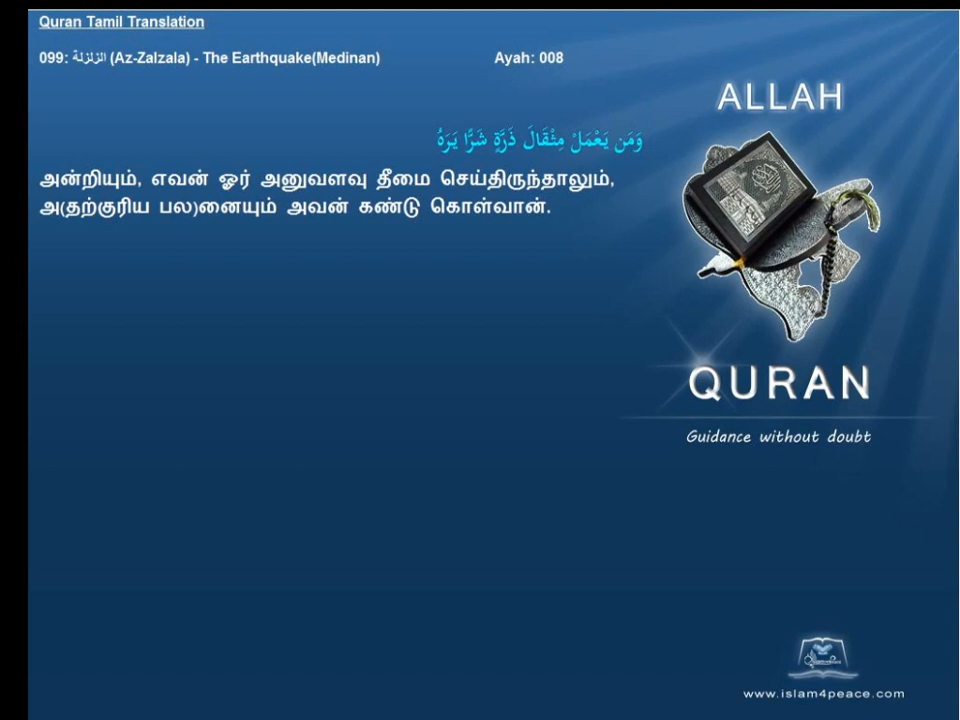 Quran Tamil Translation
099: الزلزلة (Az-Zalzala) - The Earthquake(Medinan) Ayah: 008
ALLAH
وَمَن يَعْمَلْ مِثْقَالَ ذَرَّةٍ شَرًّا يَرَهُ
அன்றியும், எவன் ஓர் அணுவளவு தீமை செய்திருந்தாலும்,
அ(தற்குரிய பல)னையும் அவன் கண்டு கொள்வான்.
QURAN
Guidance without doubt
www.islam4peace.com